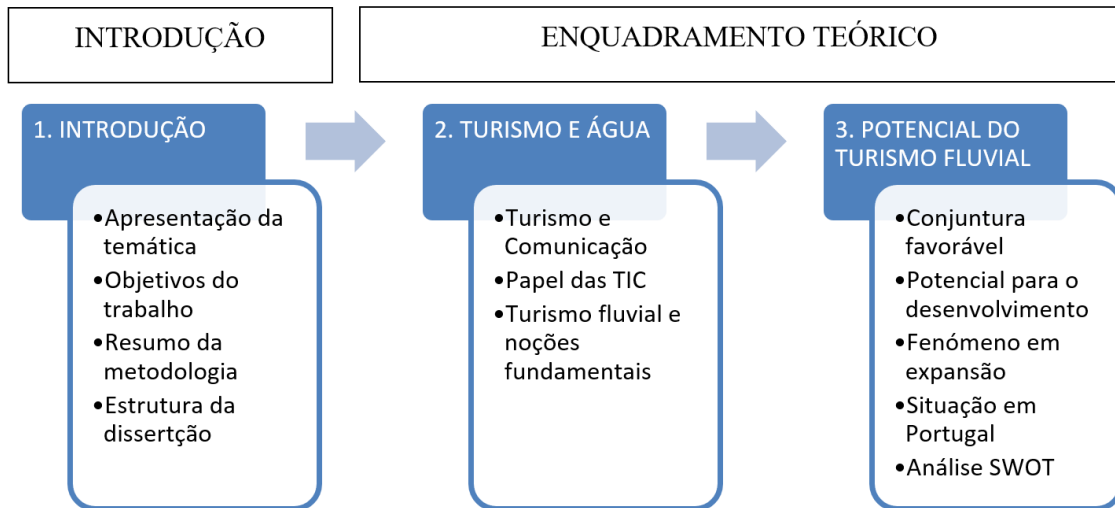 INTRODUÇÃO
ENQUADRAMENTO TEÓRICO
1. INTRODUÇÃO
•Apresentação da
temática
•Objetivos do
trabalho
•Resumo da
metodologia
•Estrutura da
dissertção
2. TURISMO E ÁGUA
•Turismo e
Comunicação
•Papel das TIC
•Turismo fluvial e
noções
fundamentais
3. POTENCIAL DO
TURISMO FLUVIAL
•Conjuntura
favorável
•Potencial para o
desenvolvimento
•Fenómeno em
expansão
•Situação em
Portugal
•Análise SWOT